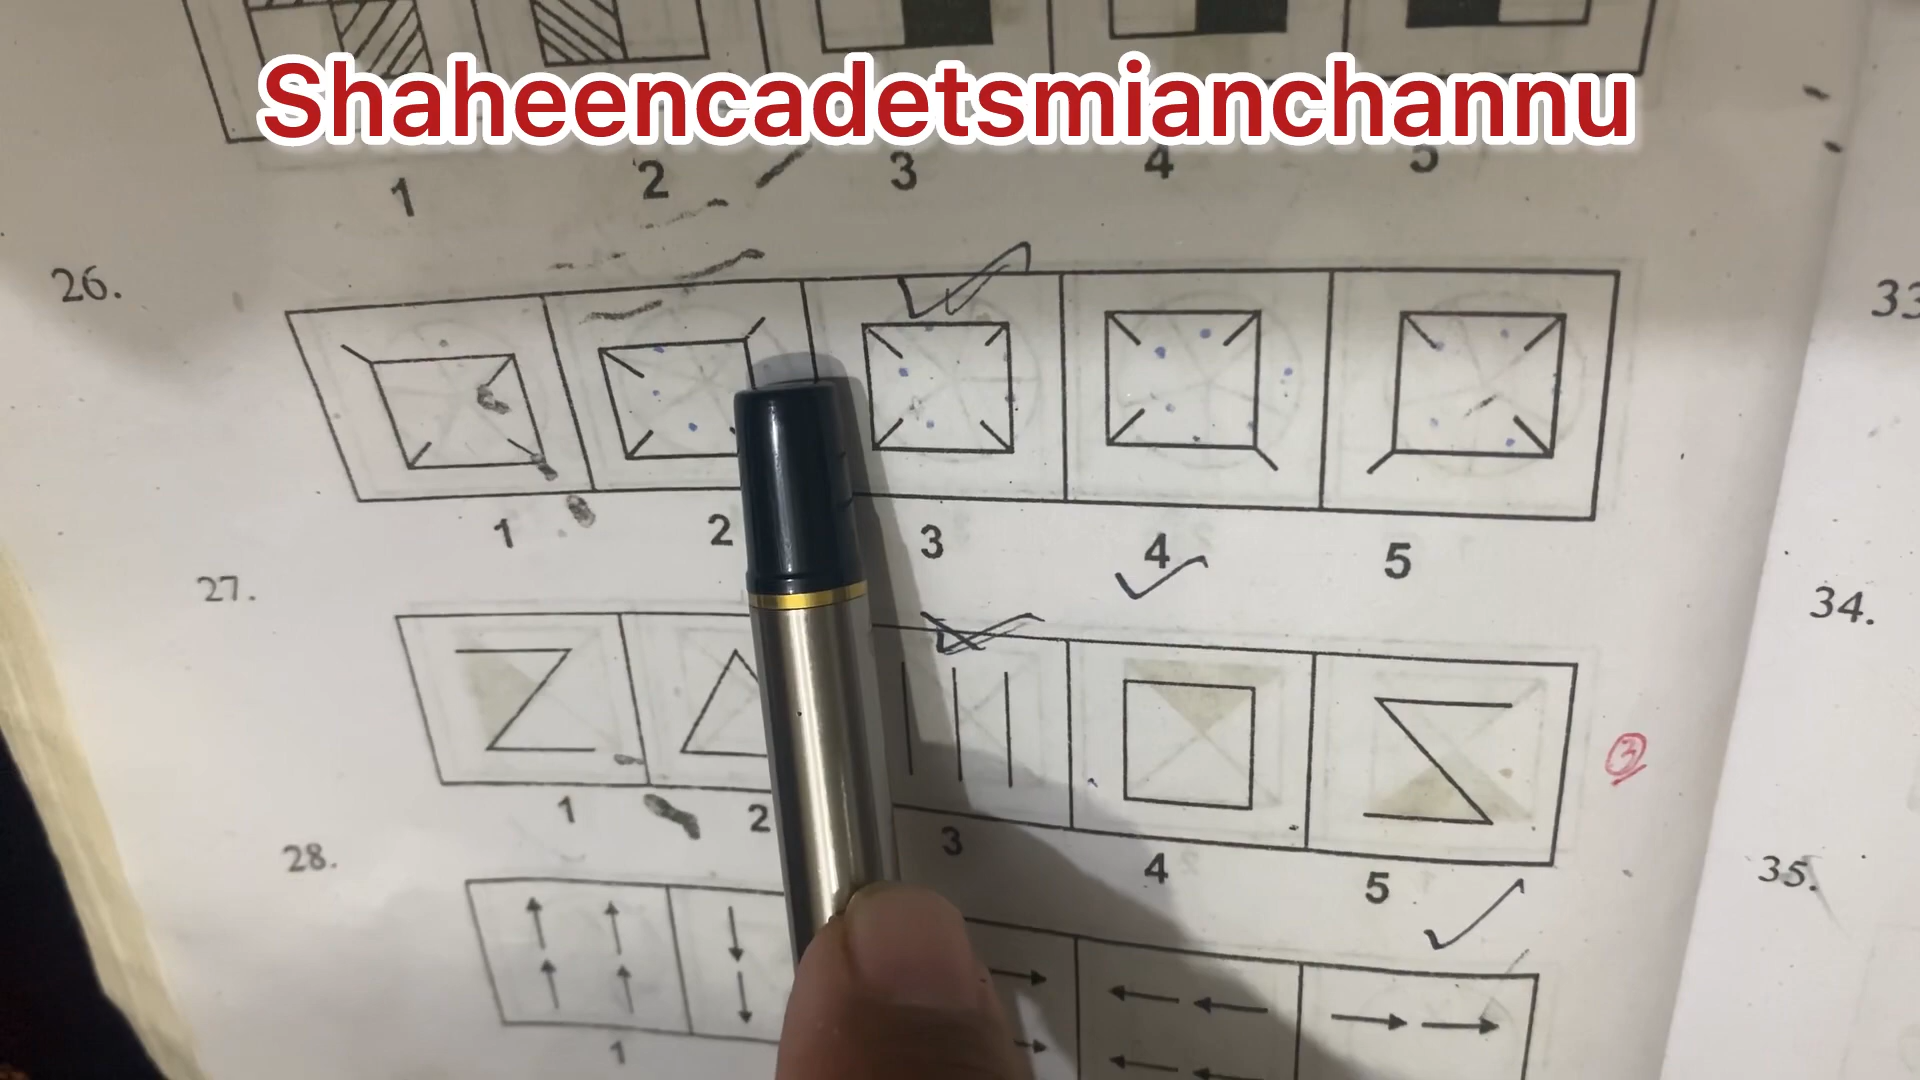 Shaheencadetsmianchannu
1 2 3 4 5
26. 33
1 2 3 4 5
27. 34.
3
1 2 3 4 5
28. 35.
1